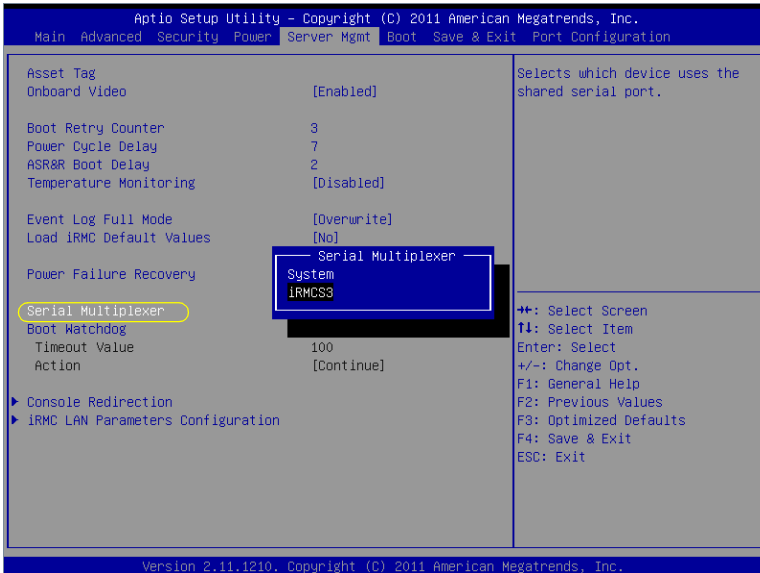 Aptio Setup Utility – Copyright (C) 2011 American Megatrends, Inc.
Main Advanced Security Power Server Mgmt Boot Save & Exit Port Configuration
Asset Tag
Onboard Video [Enabled]
Boot Retry Counter 3
Power Cycle Delay 7
ASR&R Boot Delay 2
Temperature Monitoring [Disabled]
Event Log Full Mode [Overwrite]
Load iRMC Default Values [No]
Power Failure Recovery
Serial Multiplexer
Boot Watchdog
Timeout Value 100
Action [Continue]
Console Redirection
iRMC LAN Parameters Configuration
Serial Multiplexer
System
iRMCS3
Selects which device uses the
shared serial port.
→←: Select Screen
↑↓: Select Item
Enter: Select
+/-: Change Opt.
F1: General Help
F2: Previous Values
F3: Optimized Defaults
F4: Save & Exit
ESC: Exit
Version 2.11.1210. Copyright (C) 2011 American Megatrends, Inc.